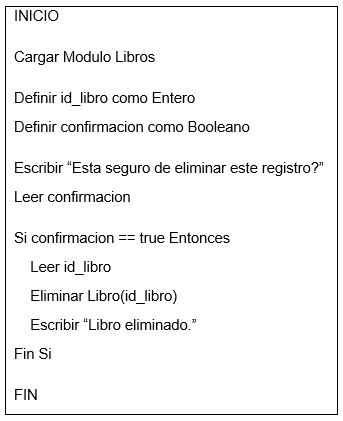 INICIO
Cargar Modulo Libros
Definir id_libro como Entero
Definir confirmacion como Booleano
Escribir “Esta seguro de eliminar este registro?”
Leer confirmacion
Si confirmacion == true Entonces
Leer id_libro
Eliminar Libro(id_libro)
Escribir “Libro eliminado.”
Fin Si
FIN